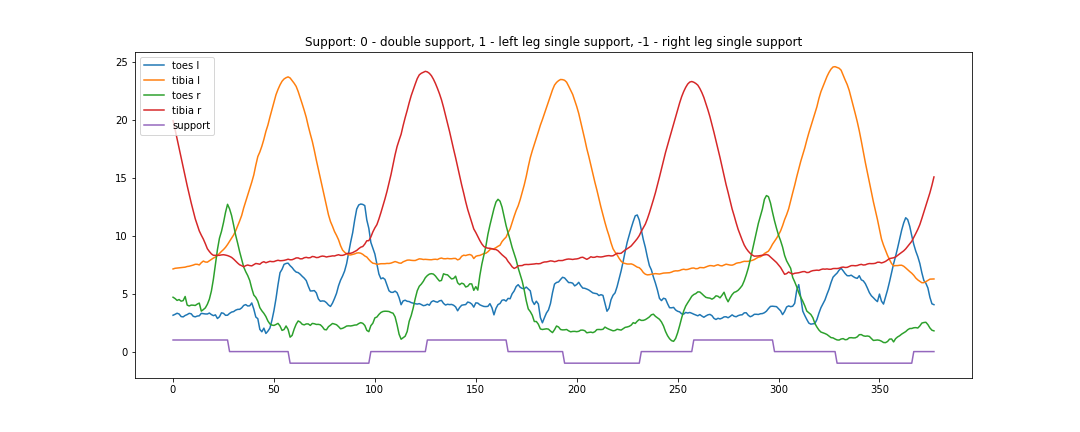 Support: 0 - double support, 1 - left leg single support, -1 - right leg single support
25
20
15
10
5
0
toes l
tibia l
toes r
tibia r
support
0 50 100 150 200 250 300 350